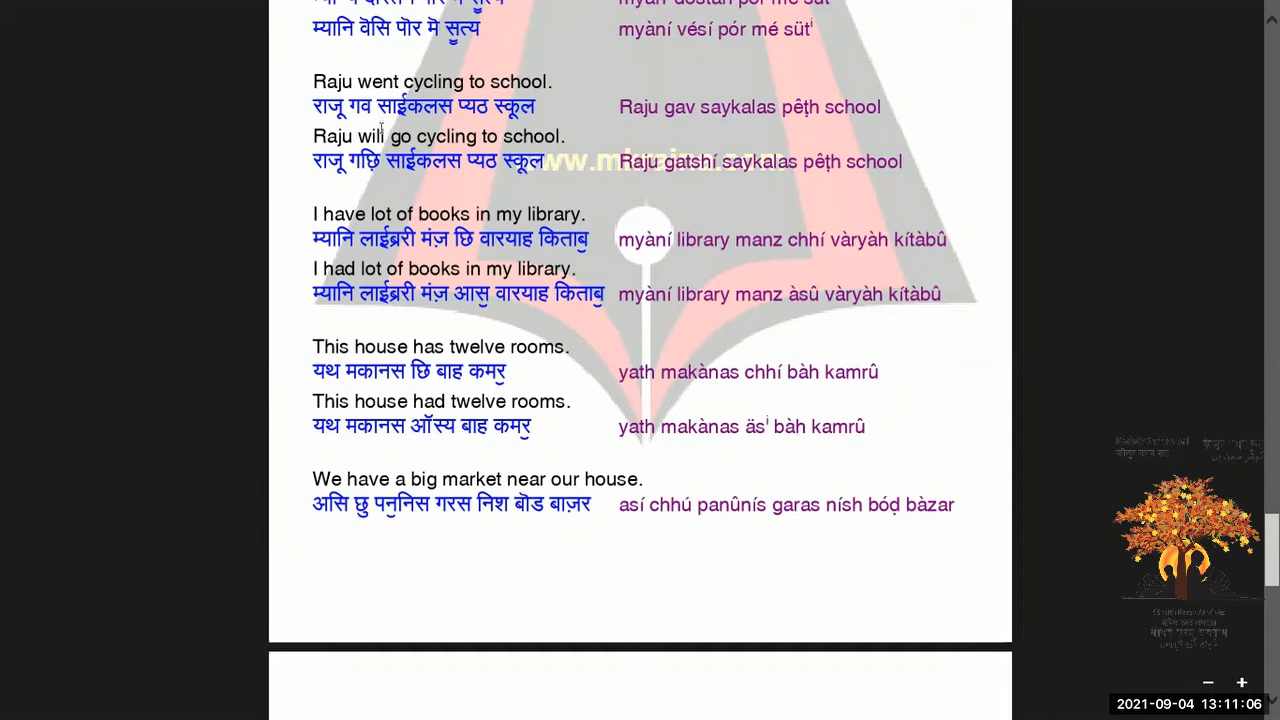 म्यानि वॆसि पॊर मॆ सॖत्य myàní vésí pór mé sütⁱ
Raju went cycling to school.
राजू गव साईकलस प्यठ स्कूल Raju gav saykalas pêṭh school
Raju will go cycling to school.
राजू गछ़ि साईकलस प्यठ स्कूल Raju gatshí saykalas pêṭh school
I have lot of books in my library.
म्यानि लाईब्ररी मंज़ छि वारयाह किताबॖ myàní library manz chhí vàryàh kítàbû
I had lot of books in my library.
म्यानि लाईब्ररी मंज़ आसॖ वारयाह किताबॖ myàní library manz àsû vàryàh kítàbû
This house has twelve rooms.
यथ मकानस छि बाह कमरॖ yath makànas chhí bàh kamrû
This house had twelve rooms.
यथ मकानस ऑस्य बाह कमरॖ yath makànas äsⁱ bàh kamrû
We have a big market near our house.
असि छु पनॖनिस गरस निश बॊड बाज़र así chhú panûnís garas nísh bóḍ bàzar
2021-09-04 13:11:06